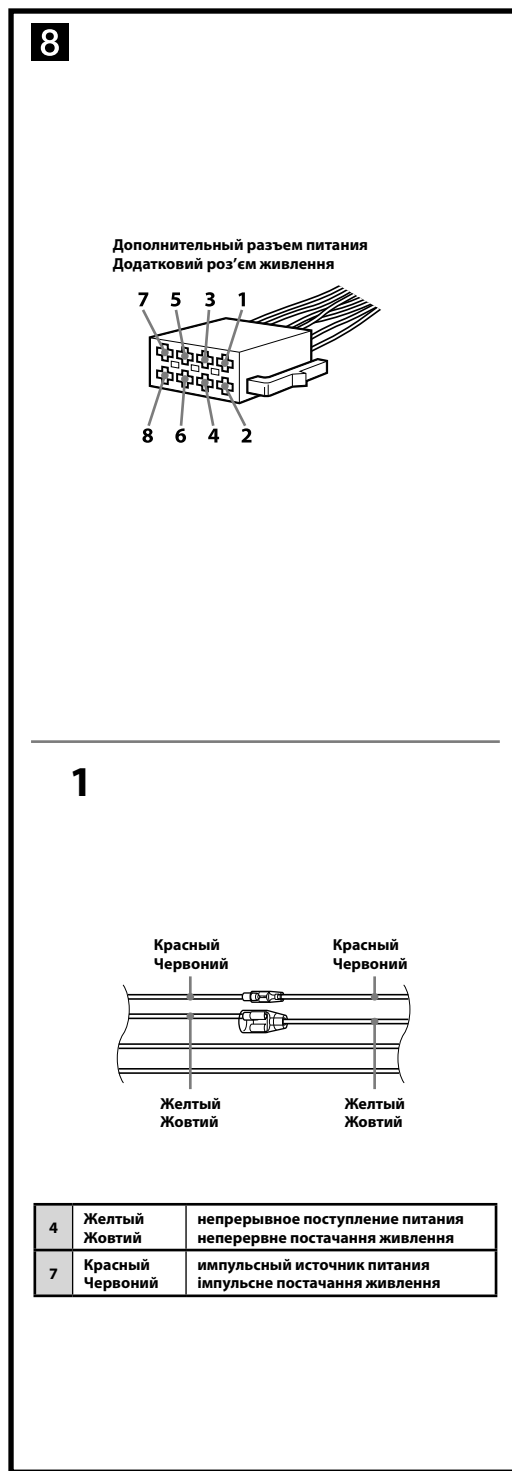 8
Дополнительный разъем питания
Додатковий роз’єм живлення
7 5 3 1
8 6 4 2
1
Красный Красный
Червоний Червоний
Желтый Желтый
Жовтий Жовтий
4 Желтый непрерывное поступление питания
Жовтий неперервне постачання живлення
7 Красный импульсный источник питания
Червоний імпульсне постачання живлення